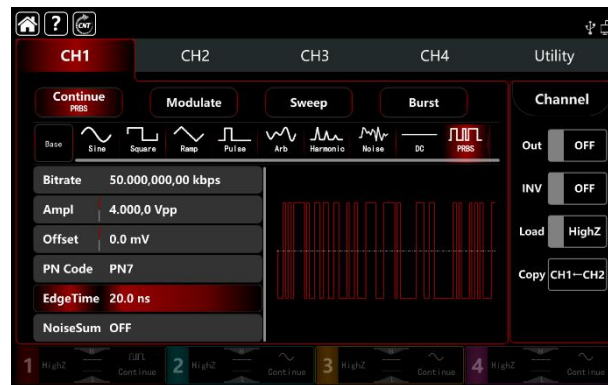 ? CNT
CH1 CH2 CH3 CH4 Utility
Continue PRBS Modulate Sweep Burst Channel
Base Sine Square Ramp Pulse Arb Harmonic Noise DC PRBS
Out OFF
Bitrate 50.000,000,00 kbps
INV OFF
Ampl 4.000,0 Vpp
Offset 0.0 mV
Load HighZ
PN Code PN7
Copy CH1←CH2
EdgeTime 20.0 ns
NoiseSum OFF
1 HighZ Continue 2 HighZ Continue 3 HighZ Continue 4 HighZ Continue